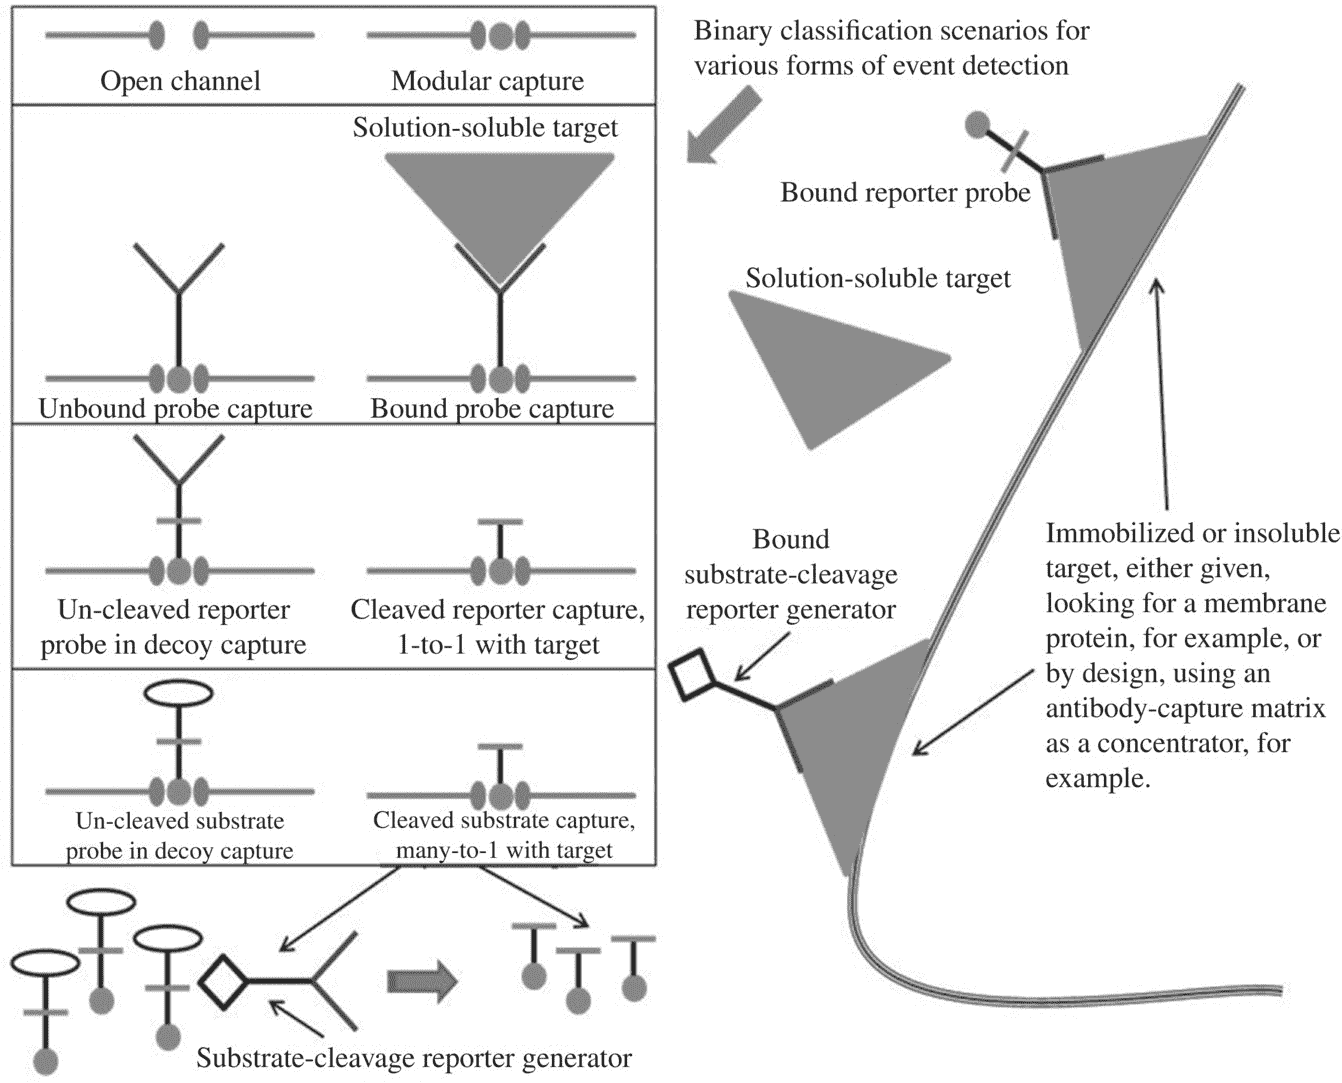 Open channel
Modular capture
Solution-soluble target
Unbound probe capture
Bound probe capture
Un-cleaved reporter
probe in decoy capture
Cleaved reporter capture,
1-to-1 with target
Un-cleaved substrate
probe in decoy capture
Cleaved substrate capture,
many-to-1 with target
Substrate-cleavage reporter generator
Binary classification scenarios for
various forms of event detection
Bound reporter probe
Solution-soluble target
Bound
substrate-cleavage
reporter generator
Immobilized or insoluble
target, either given,
looking for a membrane
protein, for example, or
by design, using an
antibody-capture matrix
as a concentrator, for
example.